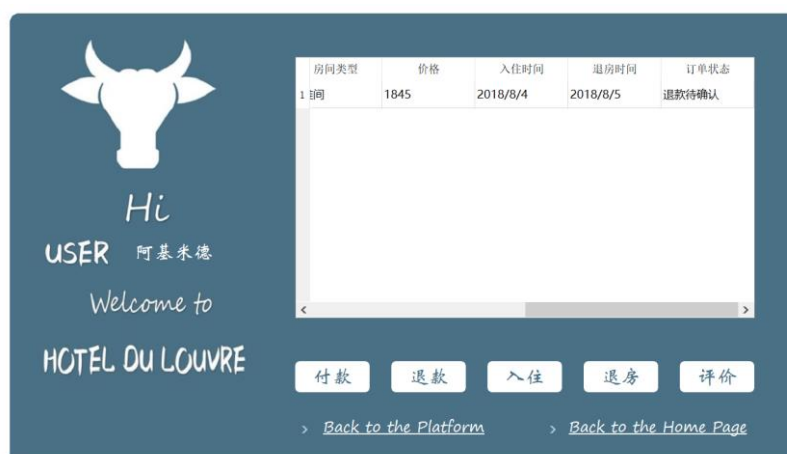 Hi
USER 阿基米德
Welcome to
HOTEL DU LOUVRE
房间类型 价格 入住时间 退房时间 订单状态
1 间 1845 2018/8/4 2018/8/5 退款待确认
付款 退款 入住 退房 评价
Back to the Platform Back to the Home Page